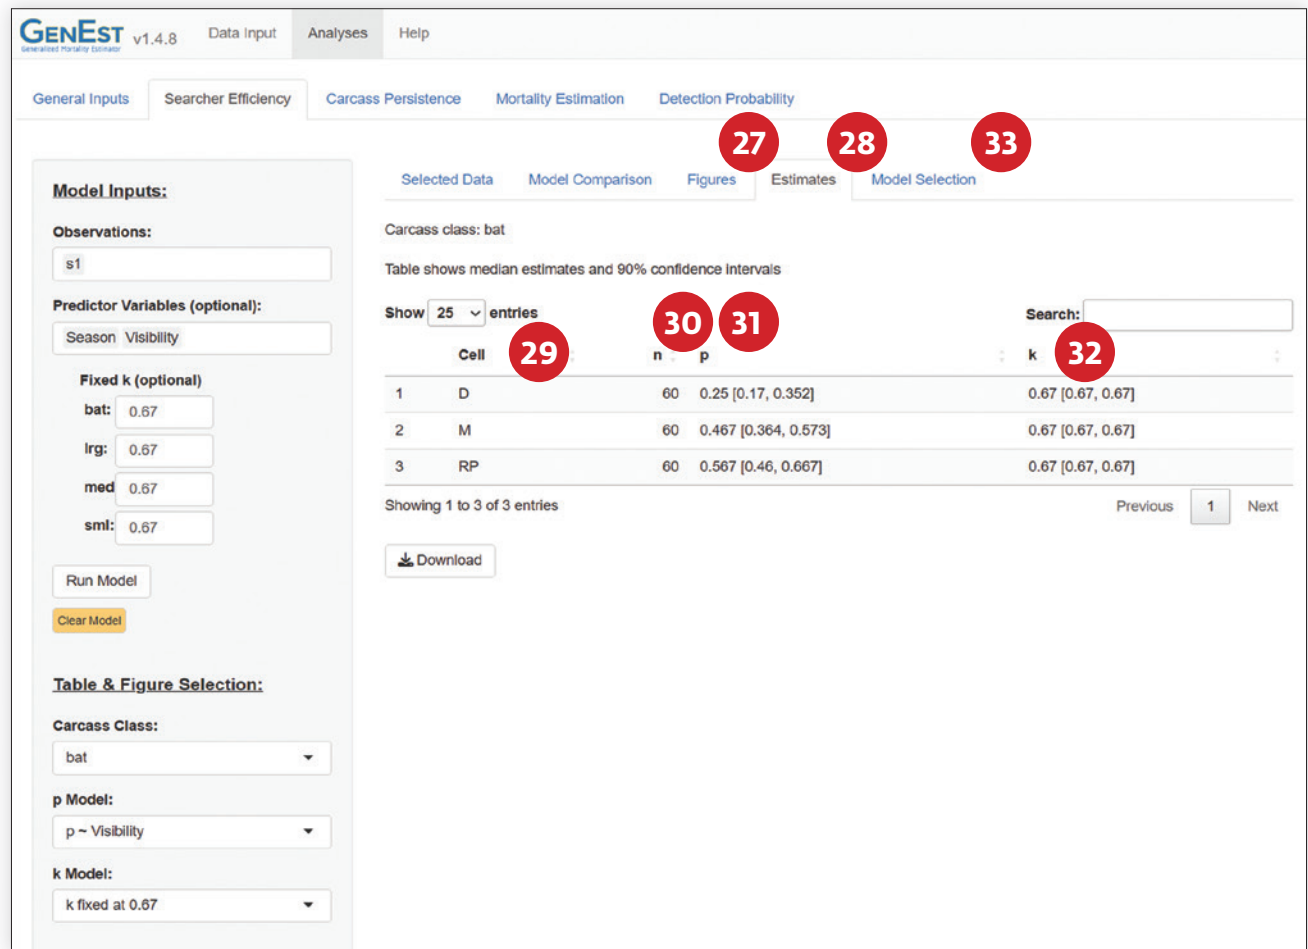 GENEST v1.4.8 Data Input Analyses Help
Generalized Mortality Estimator
General Inputs Searcher Efficiency Carcass Persistence Mortality Estimation Detection Probability
27 28 33
Selected Data Model Comparison Figures Estimates Model Selection
Model Inputs:
Observations:
s1
Predictor Variables (optional):
Season Visibility
Fixed k (optional)
bat: 0.67
lrg: 0.67
med 0.67
sml: 0.67
Run Model
Clear Model
Table & Figure Selection:
Carcass Class:
bat
p Model:
p ~ Visibility
k Model:
k fixed at 0.67
Carcass class: bat
Table shows median estimates and 90% confidence intervals
Show 25 entries Search:
30 31
Cell 29 n p k 32
1 D 60 0.25 [0.17, 0.352] 0.67 [0.67, 0.67]
2 M 60 0.467 [0.364, 0.573] 0.67 [0.67, 0.67]
3 RP 60 0.567 [0.46, 0.667] 0.67 [0.67, 0.67]
Showing 1 to 3 of 3 entries Previous 1 Next
Download